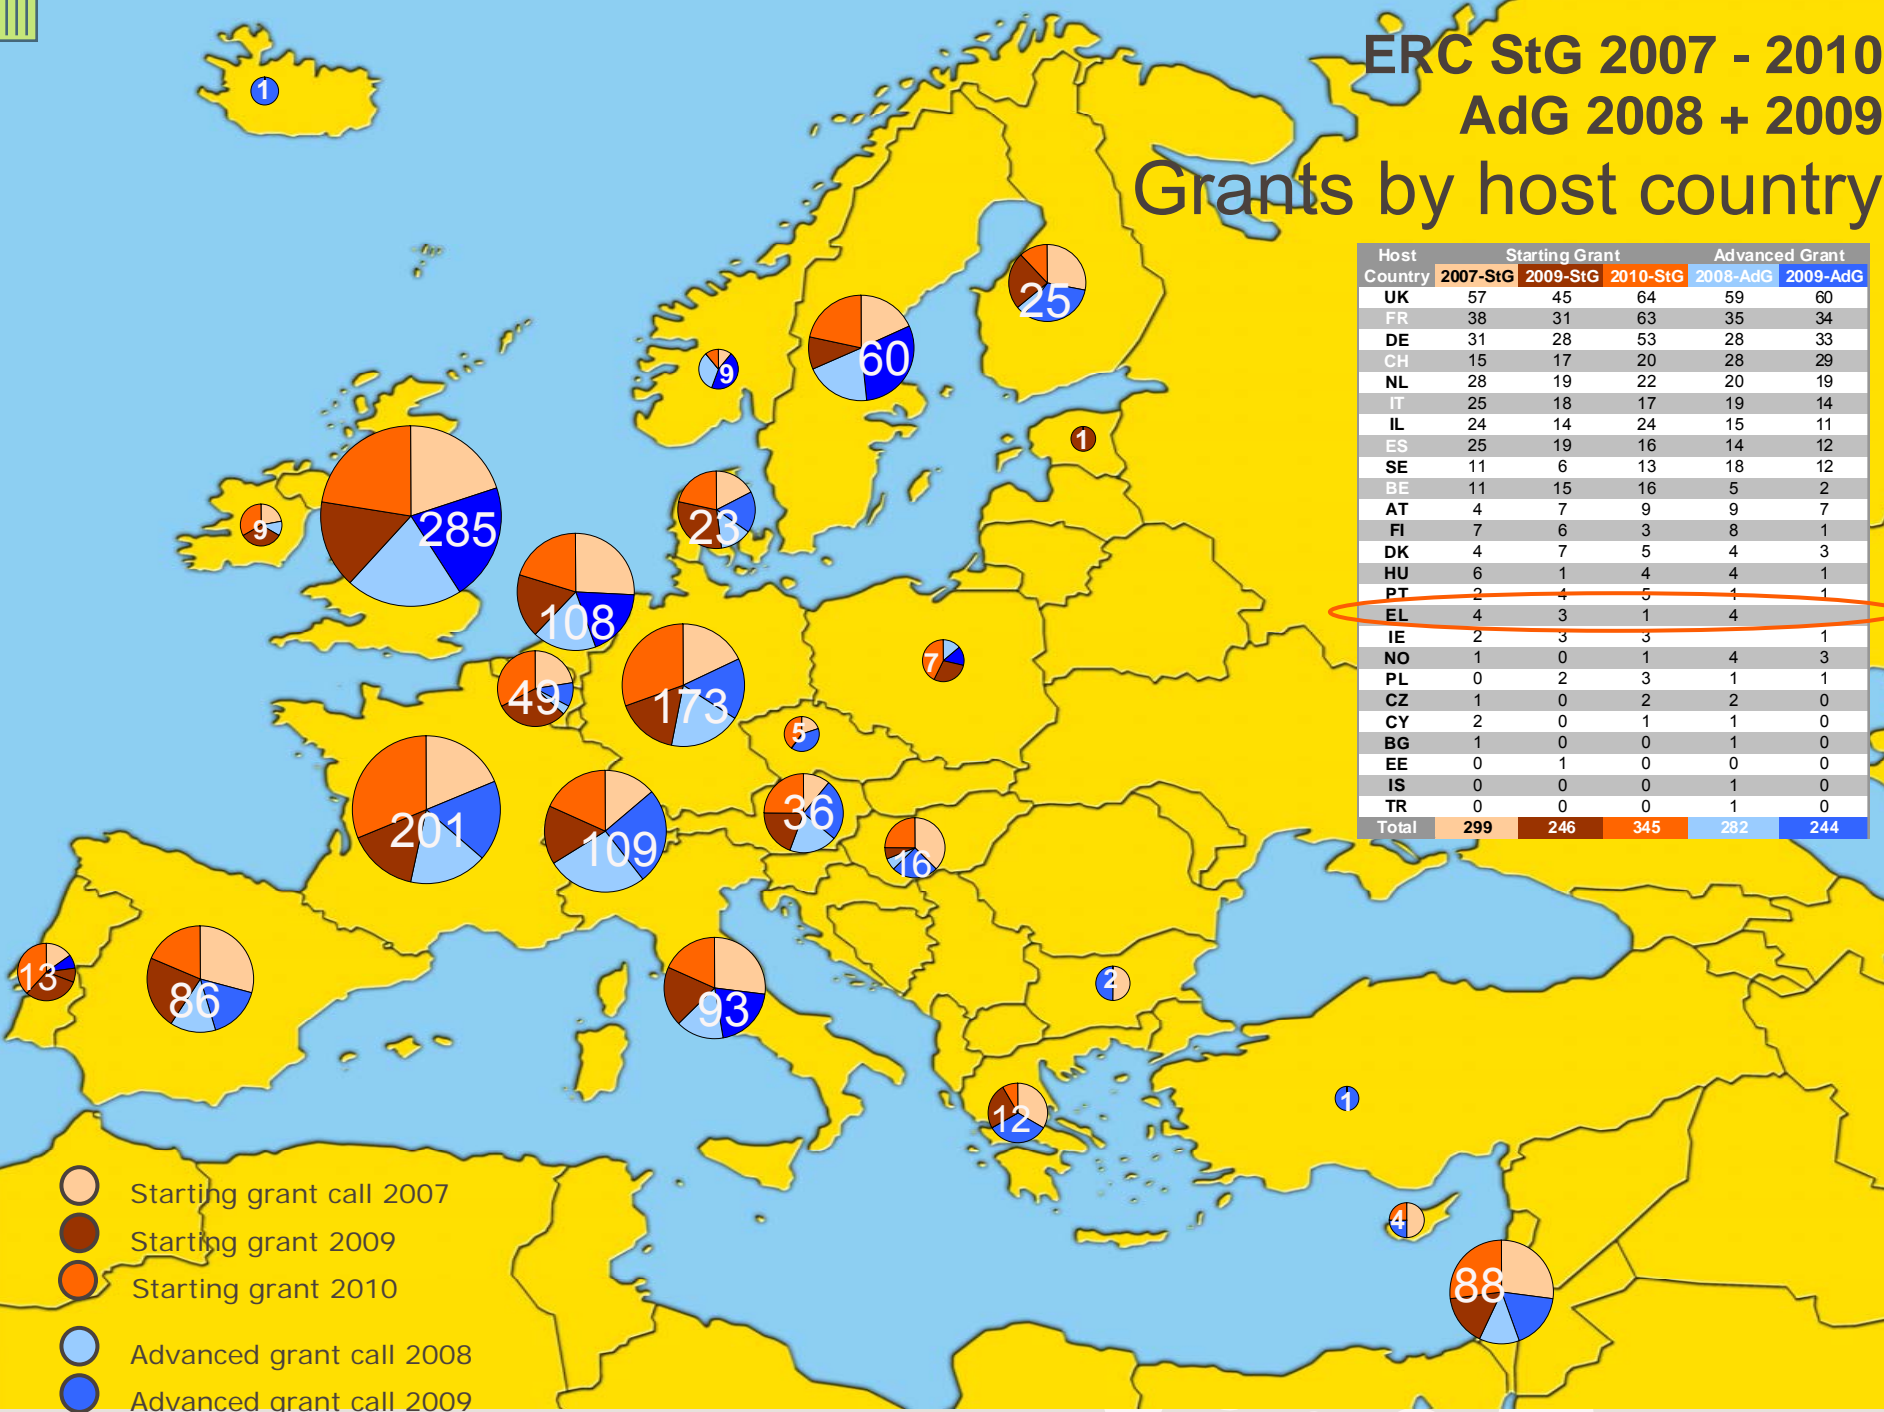 ERC StG 2007 - 2010
AdG 2008 + 2009
Grants by host country
Host Starting Grant Advanced Grant
Country 2007-StG 2009-StG 2010-StG 2008-AdG 2009-AdG
UK 57 45 64 59 60
FR 38 31 63 35 34
DE 31 28 53 28 33
CH 15 17 20 28 29
NL 28 19 22 20 19
IT 25 18 17 19 14
IL 24 14 24 15 11
ES 25 19 16 14 12
SE 11 6 13 18 12
BE 11 15 16 5 2
AT 4 7 9 9 7
FI 7 6 3 8 1
DK 4 7 5 4 3
HU 6 1 4 4 1
PT 2 4 5 1 1
EL 4 3 1 4
IE 2 3 3 1
NO 1 0 1 4 3
PL 0 2 3 1 1
CZ 1 0 2 2 0
CY 2 0 1 1 0
BG 1 0 0 1 0
EE 0 1 0 0 0
IS 0 0 0 1 0
TR 0 0 0 1 0
Total 299 246 345 282 244
1
25
60
9
1
285
9
23
108
7
49
173
5
201
109
36
16
13
86
93
2
12
1
4
88
Starting grant call 2007
Starting grant 2009
Starting grant 2010
Advanced grant call 2008
Advanced grant call 2009